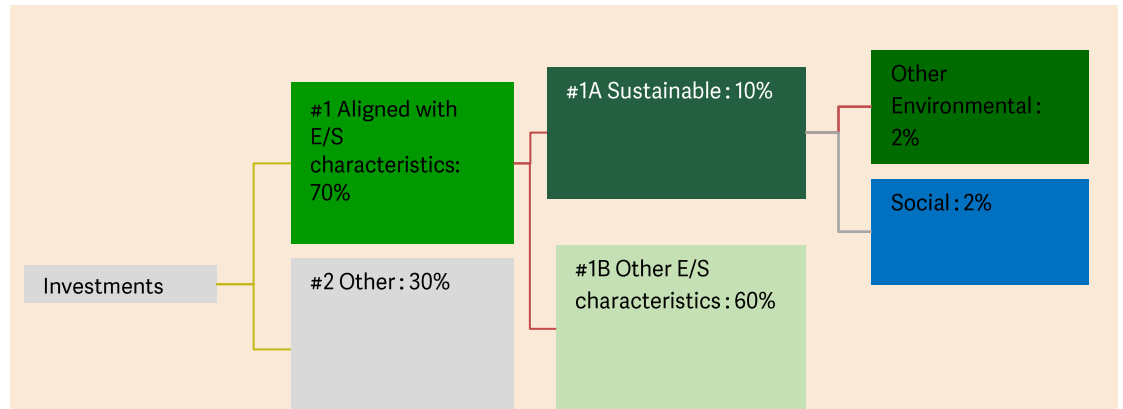 Investments
#1 Aligned with
E/S
characteristics:
70%
#2 Other : 30%
#1A Sustainable : 10%
#1B Other E/S
characteristics : 60%
Other
Environmental :
2%
Social : 2%